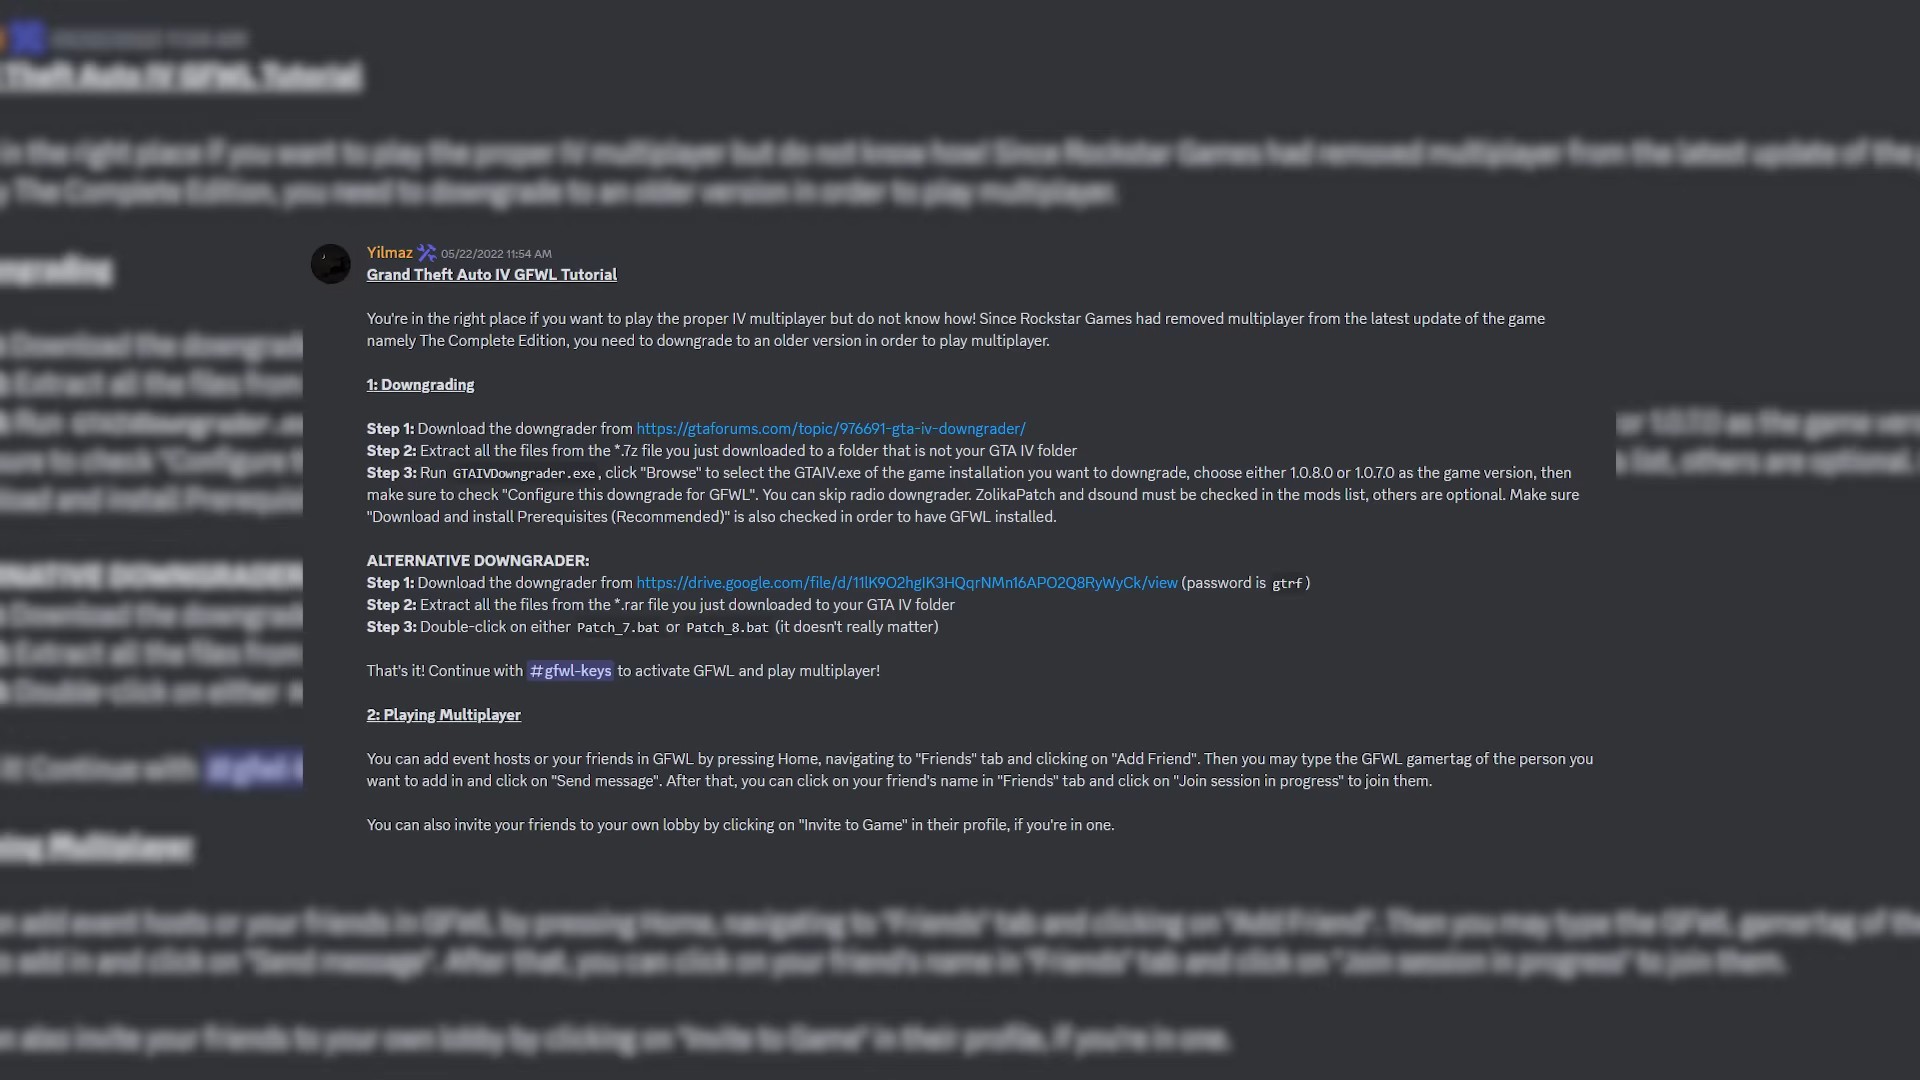 Yilmaz 05/22/2022 11:54 AM
Grand Theft Auto IV GFWL Tutorial
You're in the right place if you want to play the proper IV multiplayer but do not know how! Since Rockstar Games had removed multiplayer from the latest update of the game
namely The Complete Edition, you need to downgrade to an older version in order to play multiplayer.
1: Downgrading
Step 1: Download the downgrader from https://gtaforums.com/topic/976691-gta-iv-downgrader/
Step 2: Extract all the files from the *.7z file you just downloaded to a folder that is not your GTA IV folder
Step 3: Run GTAIVDowngrader.exe, click "Browse" to select the GTAIV.exe of the game installation you want to downgrade, choose either 1.0.8.0 or 1.0.7.0 as the game version, then
make sure to check "Configure this downgrade for GFWL". You can skip radio downgrader. ZolikaPatch and dsound must be checked in the mods list, others are optional. Make sure
"Download and install Prerequisites (Recommended)" is also checked in order to have GFWL installed.
ALTERNATIVE DOWNGRADER:
Step 1: Download the downgrader from https://drive.google.com/file/d/11lK9O2hgIK3HQqrNMn16APO2Q8RyWyCk/view (password is gtrf)
Step 2: Extract all the files from the *.rar file you just downloaded to your GTA IV folder
Step 3: Double-click on either Patch_7.bat or Patch_8.bat (it doesn't really matter)
That's it! Continue with #gfwl-keys to activate GFWL and play multiplayer!
2: Playing Multiplayer
You can add event hosts or your friends in GFWL by pressing Home, navigating to "Friends" tab and clicking on "Add Friend". Then you may type the GFWL gamertag of the person you
want to add in and click on "Send message". After that, you can click on your friend's name in "Friends" tab and click on "Join session in progress" to join them.
You can also invite your friends to your own lobby by clicking on "Invite to Game" in their profile, if you're in one.